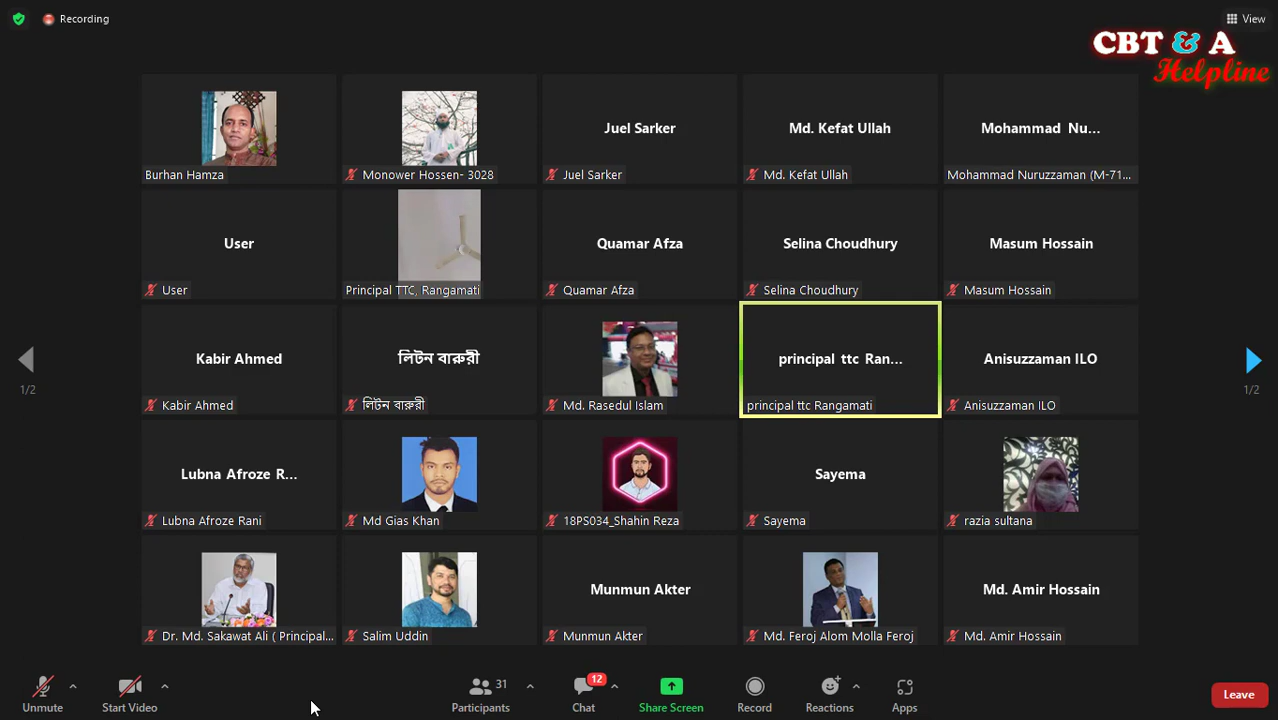 Recording
View
CBT & A
Helpline
Burhan Hamza
Monower Hossen- 3028
Juel Sarker
Juel Sarker
Md. Kefat Ullah
Md. Kefat Ullah
Mohammad Nu...
Mohammad Nuruzzaman (M-71...
User
User
Principal TTC, Rangamati
Quamar Afza
Quamar Afza
Selina Choudhury
Selina Choudhury
Masum Hossain
Masum Hossain
1/2
Kabir Ahmed
Kabir Ahmed
লিটন বারুরী
লিটন বারুরী
Md. Rasedul Islam
principal ttc Ran...
principal ttc Rangamati
Anisuzzaman ILO
Anisuzzaman ILO
1/2
Lubna Afroze R...
Lubna Afroze Rani
Md Gias Khan
18PS034_Shahin Reza
Sayema
Sayema
razia sultana
Dr. Md. Sakawat Ali ( Principal...
Salim Uddin
Munmun Akter
Munmun Akter
Md. Feroj Alom Molla Feroj
Md. Amir Hossain
Md. Amir Hossain
Unmute
Start Video
31
Participants
12
Chat
Share Screen
Record
Reactions
Apps
Leave